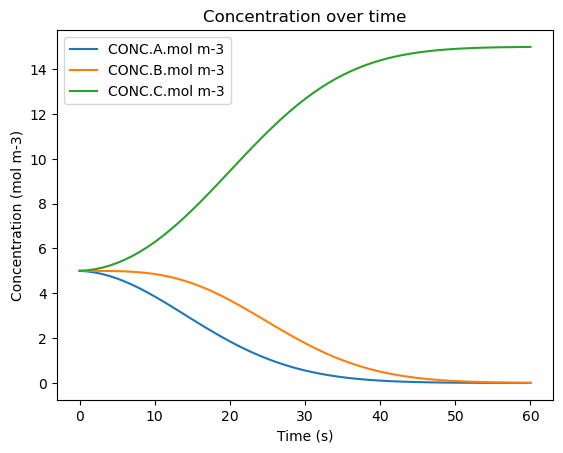 Concentration over time
CONC.A.mol m-3
CONC.B.mol m-3
CONC.C.mol m-3
Concentration (mol m-3)
14
12
10
8
6
4
2
0
0 10 20 30 40 50 60
Time (s)